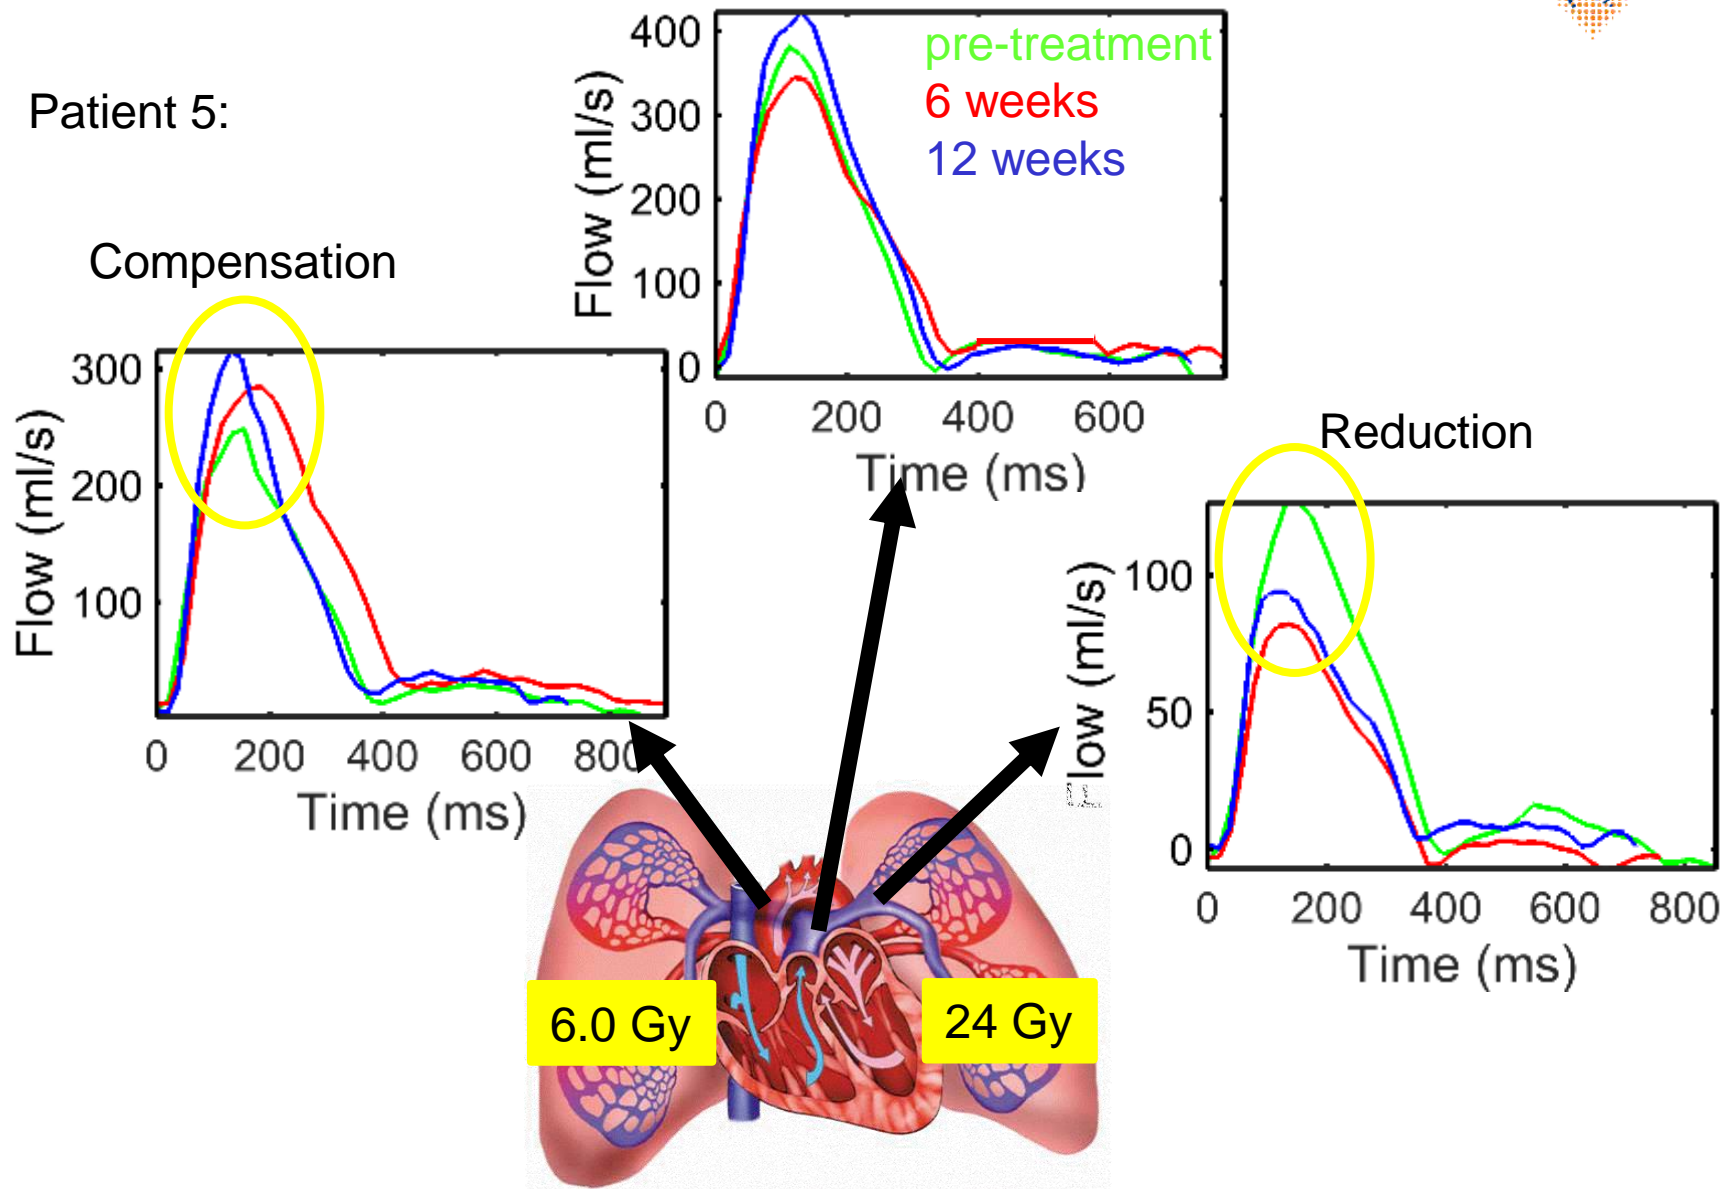 Patient 5:
400
300
200
100
0
Flow (ml/s)
0 200 400 600
Time (ms)
pre-treatment
6 weeks
12 weeks
Compensation
300
200
100
Flow (ml/s)
0 200 400 600 800
Time (ms)
Reduction
100
50
0
Flow (ml/s)
0 200 400 600 800
Time (ms)
6.0 Gy
24 Gy